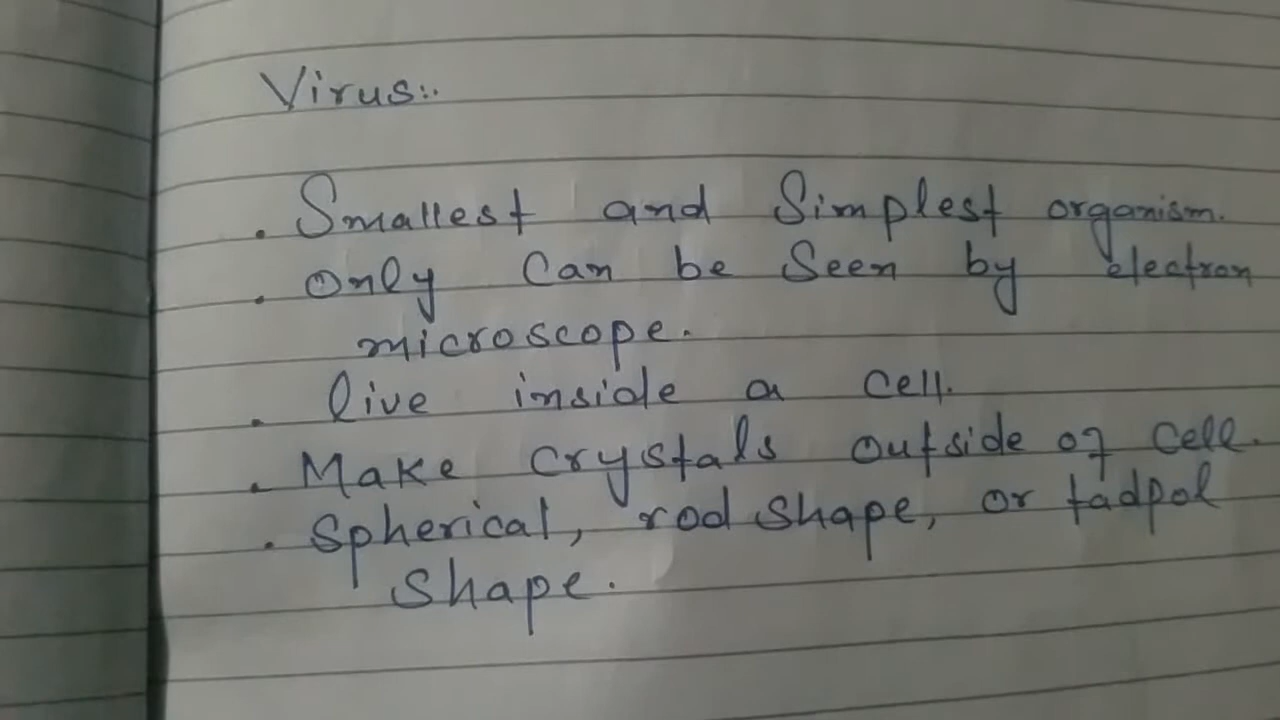 Virus:.
. Smallest and Simplest organism.
. Only Can be Seen by electron
microscope.
. live inside a cell.
. Make crystals outside of cell.
. Spherical, rod shape, or tadpol
shape.